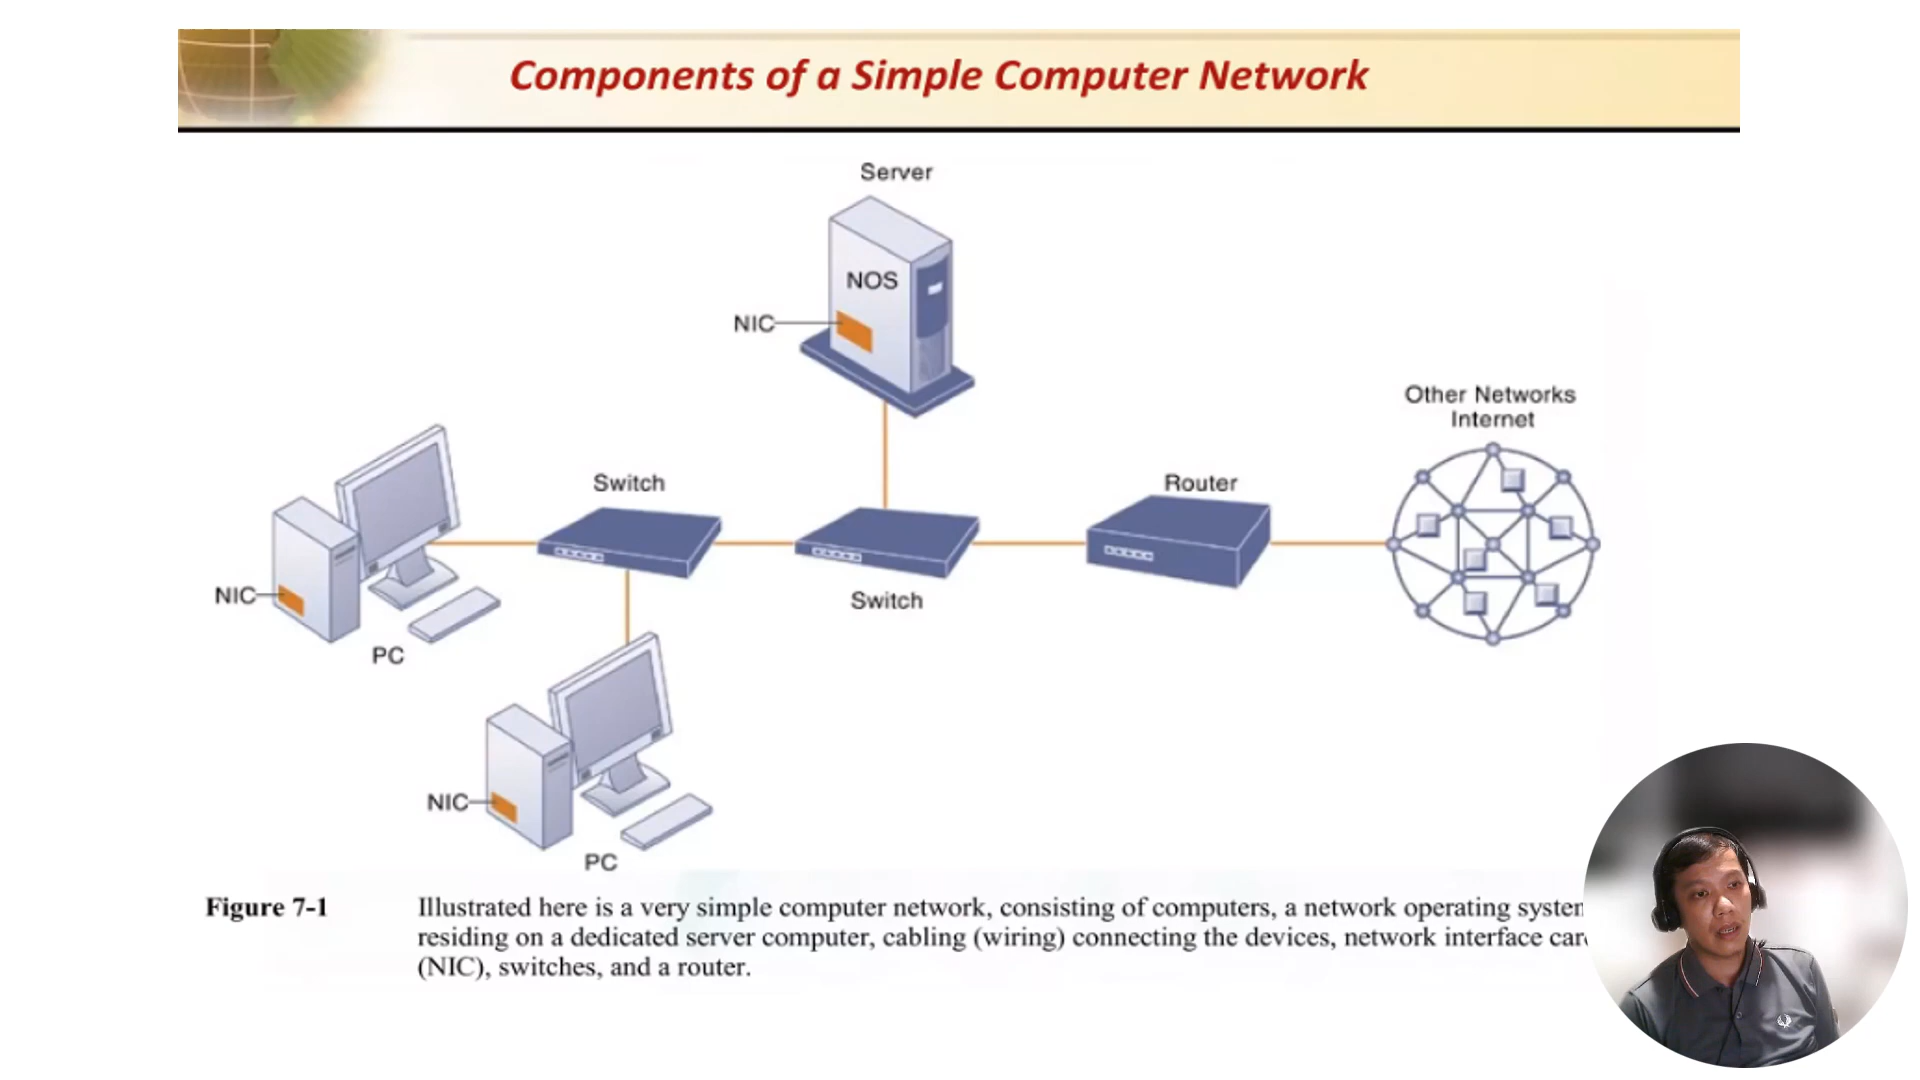 Components of a Simple Computer Network
Server
NOS
NIC
Other Networks
Internet
Switch
Router
NIC
PC
Switch
NIC
PC
Figure 7-1
Illustrated here is a very simple computer network, consisting of computers, a network operating
residing on a dedicated server computer, cabling (wiring) connecting the devices, network interface
(NIC), switches, and a router.